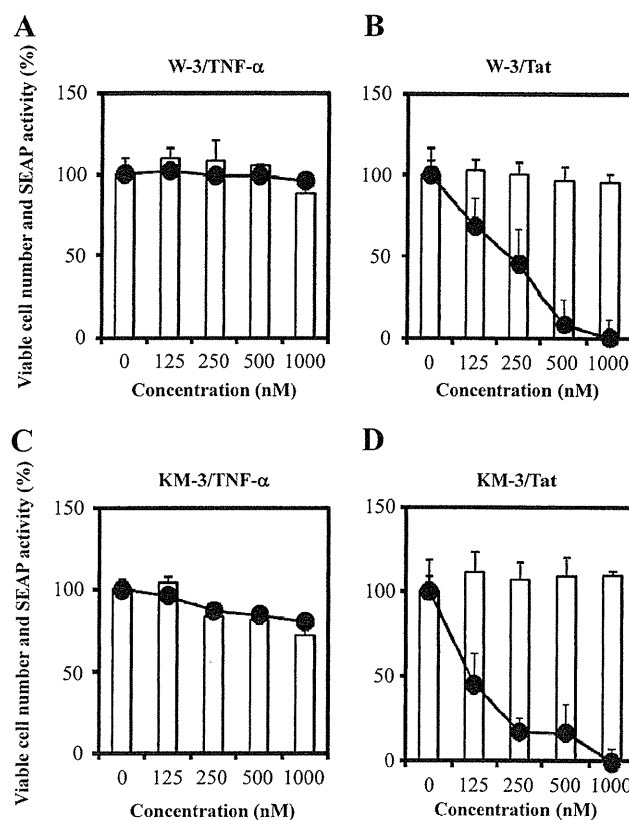 A
B
W-3/TNF-α
W-3/Tat
Viable cell number and SEAP activity (%)
150
100
50
0
0 125 250 500 1000
Concentration (nM)
150
100
50
0
0 125 250 500 1000
Concentration (nM)
C
D
KM-3/TNF-α
KM-3/Tat
Viable cell number and SEAP activity (%)
150
100
50
0
0 125 250 500 1000
Concentration (nM)
150
100
50
0
0 125 250 500 1000
Concentration (nM)